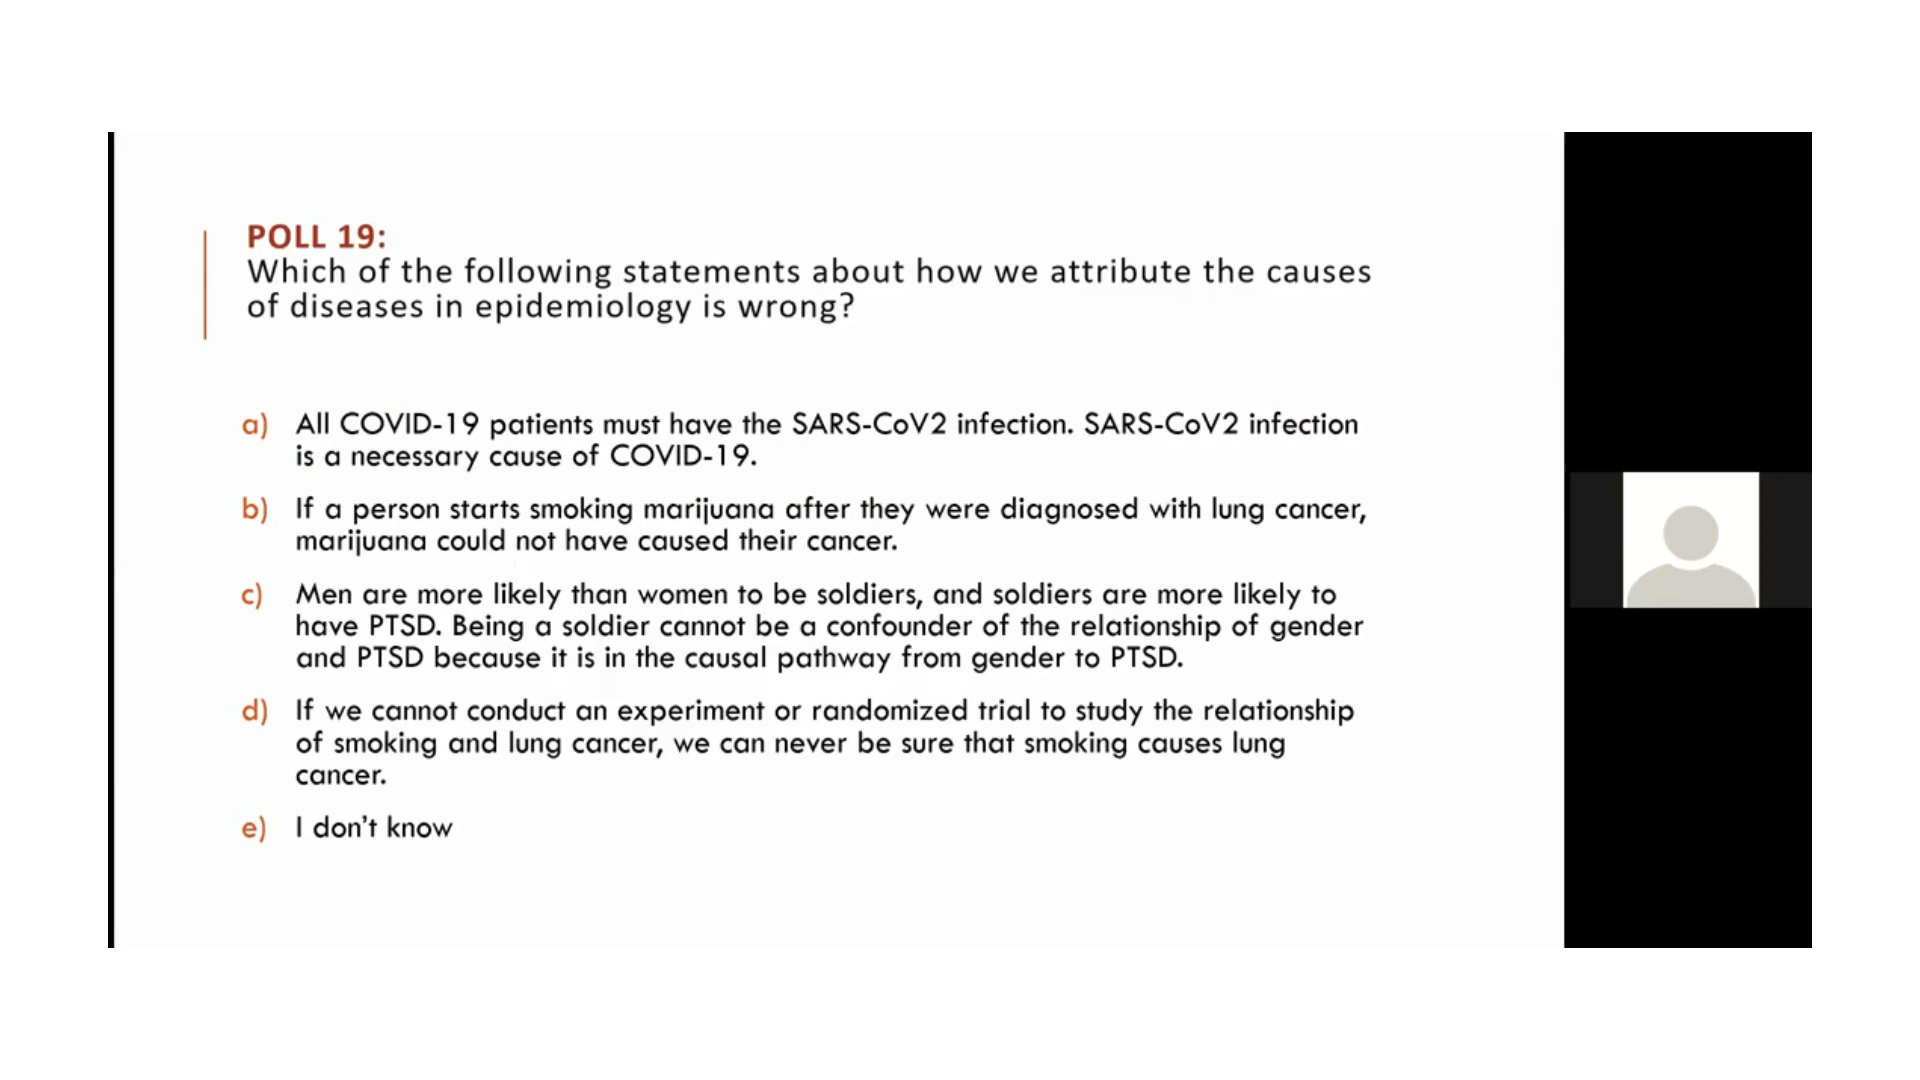 POLL 19:
Which of the following statements about how we attribute the causes
of diseases in epidemiology is wrong?
a) All COVID-19 patients must have the SARS-CoV2 infection. SARS-CoV2 infection
is a necessary cause of COVID-19.
b) If a person starts smoking marijuana after they were diagnosed with lung cancer,
marijuana could not have caused their cancer.
c) Men are more likely than women to be soldiers, and soldiers are more likely to
have PTSD. Being a soldier cannot be a confounder of the relationship of gender
and PTSD because it is in the causal pathway from gender to PTSD.
d) If we cannot conduct an experiment or randomized trial to study the relationship
of smoking and lung cancer, we can never be sure that smoking causes lung
cancer.
e) I don't know